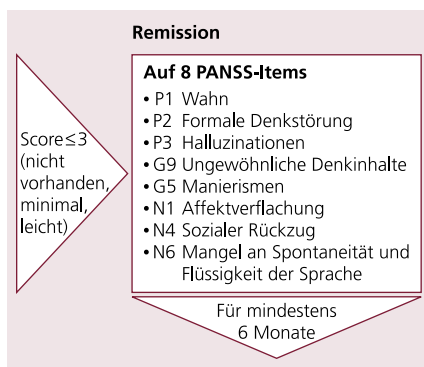 Remission
Score≤3
(nicht
vorhanden,
minimal,
leicht)
Auf 8 PANSS-Items
• P1 Wahn
• P2 Formale Denkstörung
• P3 Halluzinationen
• G9 Ungewöhnliche Denkinhalte
• G5 Manierismen
• N1 Affektverflachung
• N4 Sozialer Rückzug
• N6 Mangel an Spontaneität und
Flüssigkeit der Sprache
Für mindestens
6 Monate